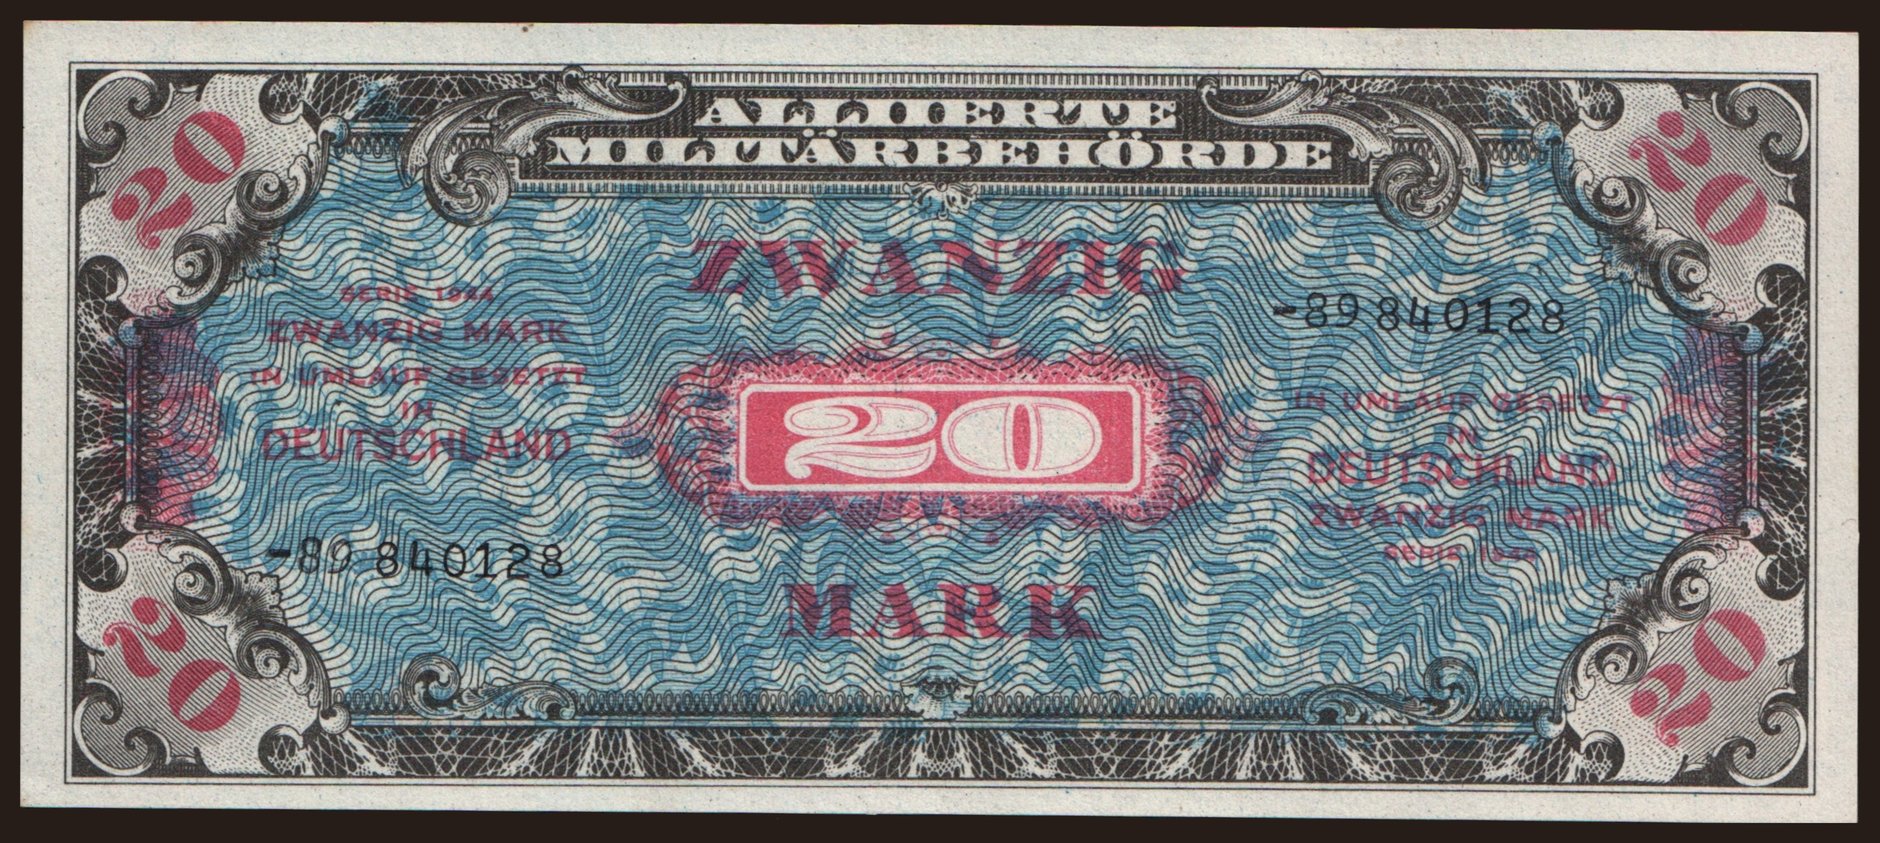 ALLIIERTE
MILITÄRBEHÖRDE
20
20
ZWANZIG
SERIE 1944
ZWANZIG MARK
IN UMLAUF GESETZT
IN
DEUTSCHLAND
-89 840128
20
-89 840128
IN UMLAUF GESETZT
IN
DEUTSCHLAND
ZWANZIG MARK
SERIE 1944
MARK
20
20